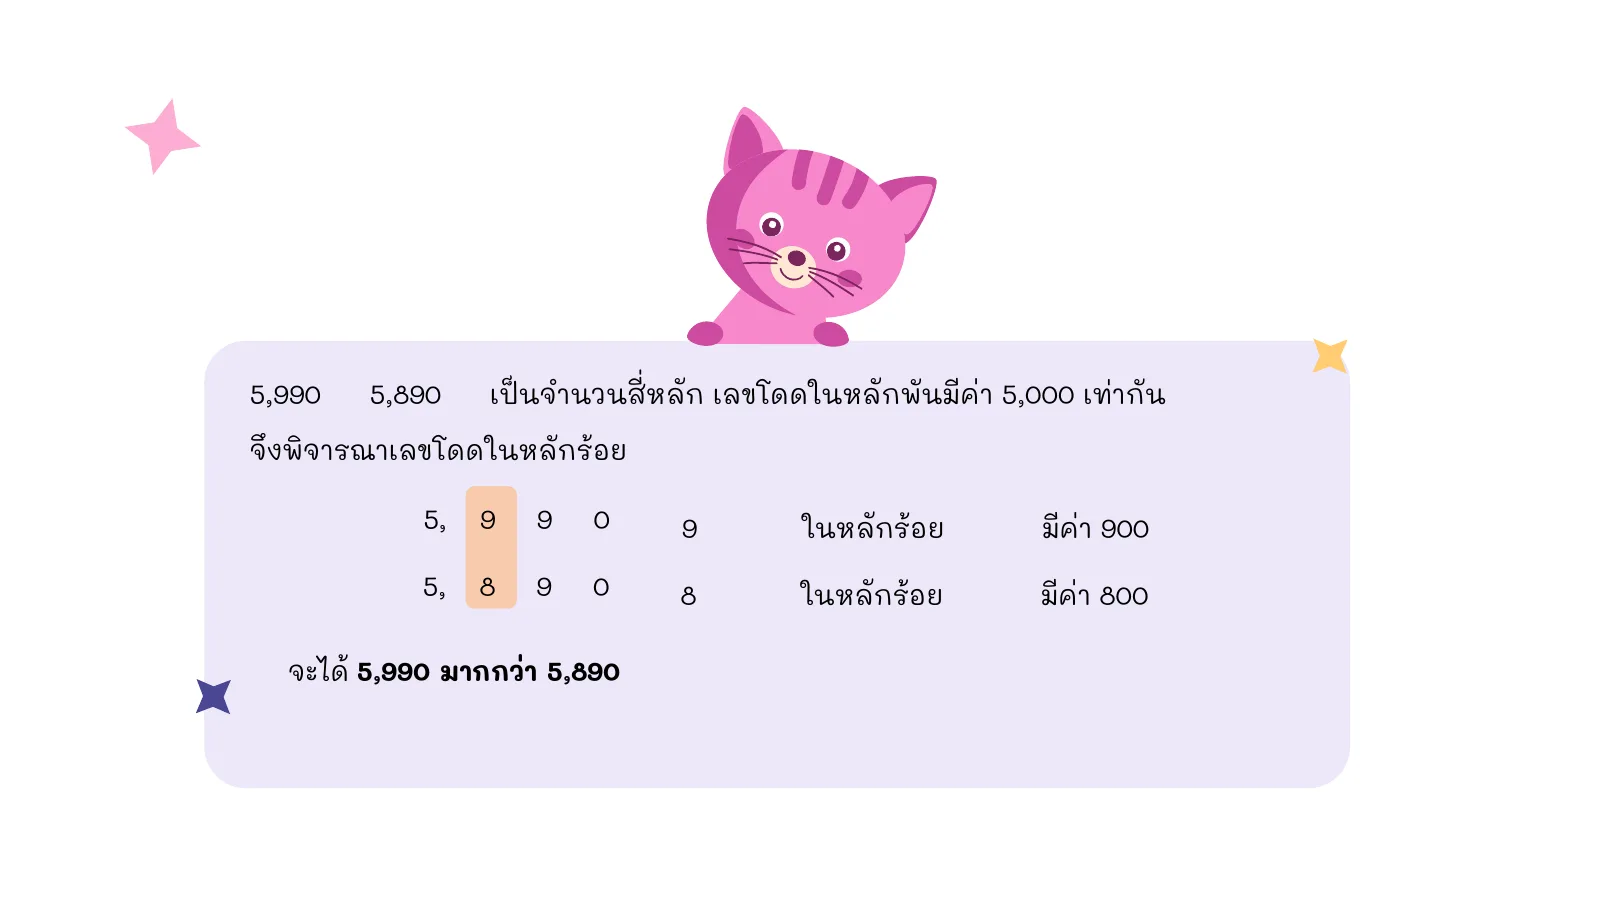 5,990 5,890 เป็นจำนวนสี่หลัก เลขโดดในหลักพันมีค่า 5,000 เท่ากัน
จึงพิจารณาเลขโดดในหลักร้อย
5, 9 9 0 9 ในหลักร้อย มีค่า 900
5, 8 9 0 8 ในหลักร้อย มีค่า 800
จะได้ 5,990 มากกว่า 5,890